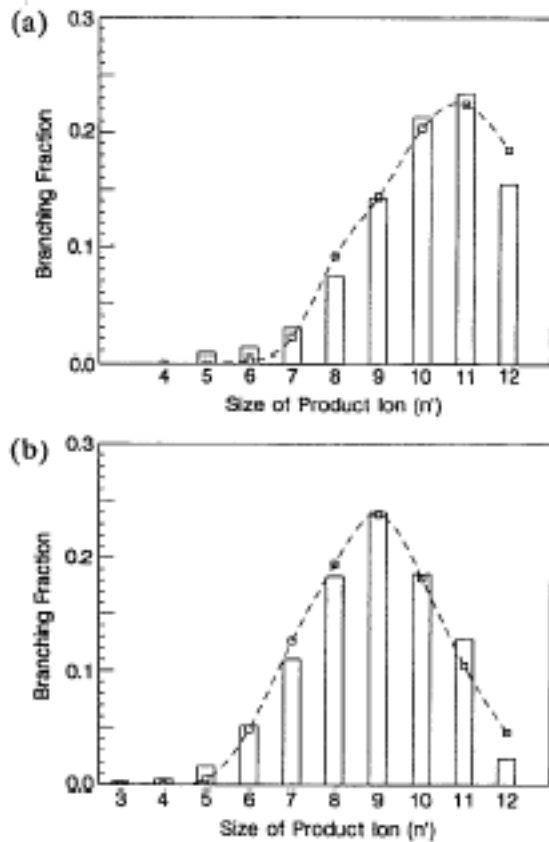 (a)
0.3
0.2
0.1
0.0
Branching Fraction
4 5 6 7 8 9 10 11 12
Size of Product Ion (n')
(b)
0.3
0.2
0.1
0.0
Branching Fraction
3 4 5 6 7 8 9 10 11 12
Size of Product Ion (n')